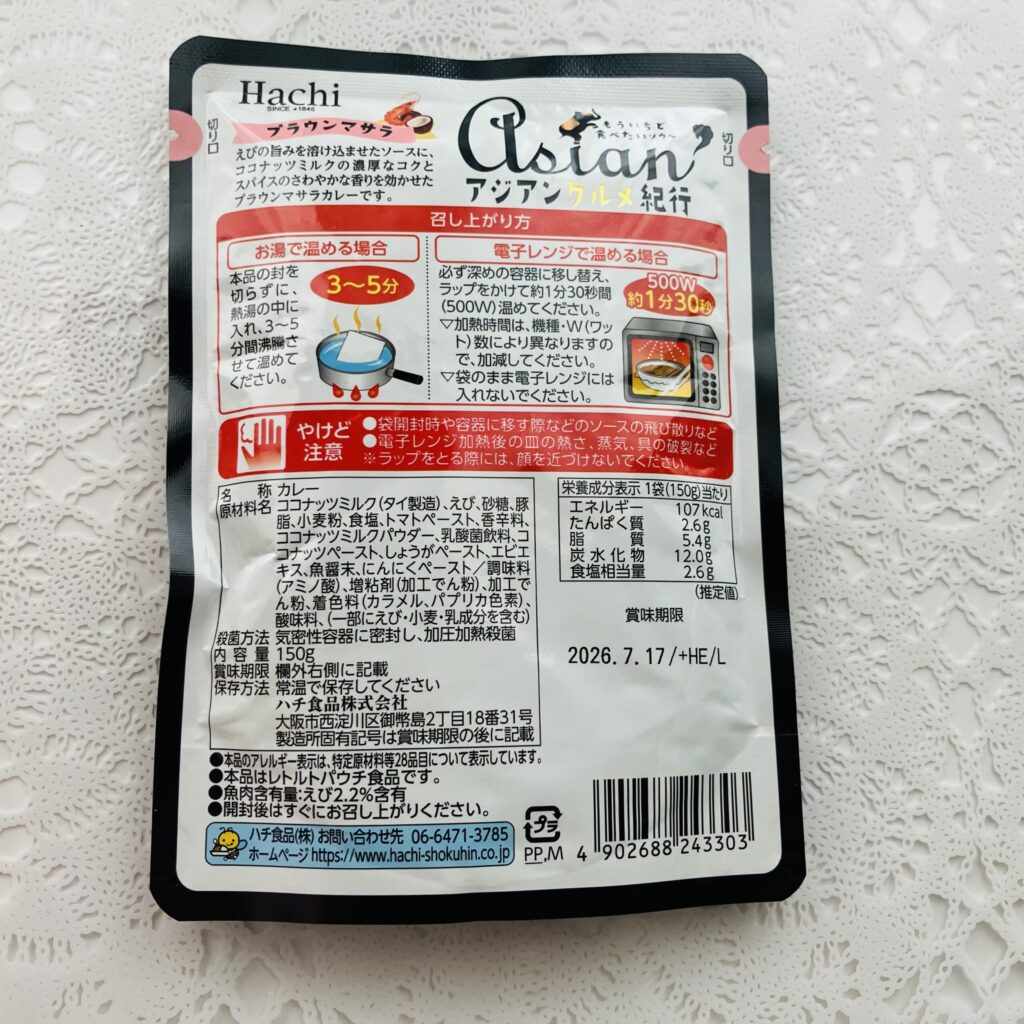 Hachi
SINCE 1845
プラウンマサラ
えびの旨みを溶け込ませたソースに、
ココナッツミルクの濃厚なコクと
スパイスのさわやかな香りを効かせた
プラウンマサラカレーです。
切り口
もういちど
食べたいゾウ〜
Asian
アジアングルメ紀行
切り口
召し上がり方
お湯で温める場合
本品の封を
切らずに、
熱湯の中に
入れ、3〜5
分間沸騰さ
せて温めて
ください。
3〜5分
電子レンジで温める場合
必ず深めの容器に移し替え、
ラップをかけて約1分30秒間
(500W)温めてください。
▽加熱時間は、機種・W(ワッ
ト)数により異なりますの
で、加減してください。
▽袋のまま電子レンジには
入れないでください。
500W
約1分30秒
やけど
注意
●袋開封時や容器に移す際などのソースの飛び散りなど
●電子レンジ加熱後の皿の熱さ、蒸気、具の破裂など
※ラップをとる際には、顔を近づけないでください。
名称 カレー
原材料名 ココナッツミルク(タイ製造)、えび、砂糖、豚
脂、小麦粉、食塩、トマトペースト、香辛料、
ココナッツミルクパウダー、乳酸菌飲料、コ
コナッツペースト、しょうがペースト、エビエ
キス、魚醤末、にんにくペースト／調味料
(アミノ酸)、増粘剤(加工でん粉)、加工で
ん粉、着色料(カラメル、パプリカ色素)、
酸味料、(一部にえび・小麦・乳成分を含む)
殺菌方法 気密性容器に密封し、加圧加熱殺菌
内容量 150g
賞味期限 欄外右側に記載
保存方法 常温で保存してください
ハチ食品株式会社
大阪市西淀川区御幣島2丁目18番31号
製造所固有記号は賞味期限の後に記載
栄養成分表示 1袋(150g)当たり
エネルギー 107kcal
たんぱく質 2.6g
脂質 5.4g
炭水化物 12.0g
食塩相当量 2.6g
(推定値)
賞味期限
2026.7.17/+HE/L
●本品のアレルギー表示は、特定原材料等28品目について表示しています。
●本品はレトルトパウチ食品です。
●魚肉含有量:えび2.2%含有
●開封後はすぐにお召し上がりください。
ハチ食品(株)お問い合わせ先 06-6471-3785
ホームページ https://www.hachi-shokuhin.co.jp
プラ
PP,M
4 902688 243303